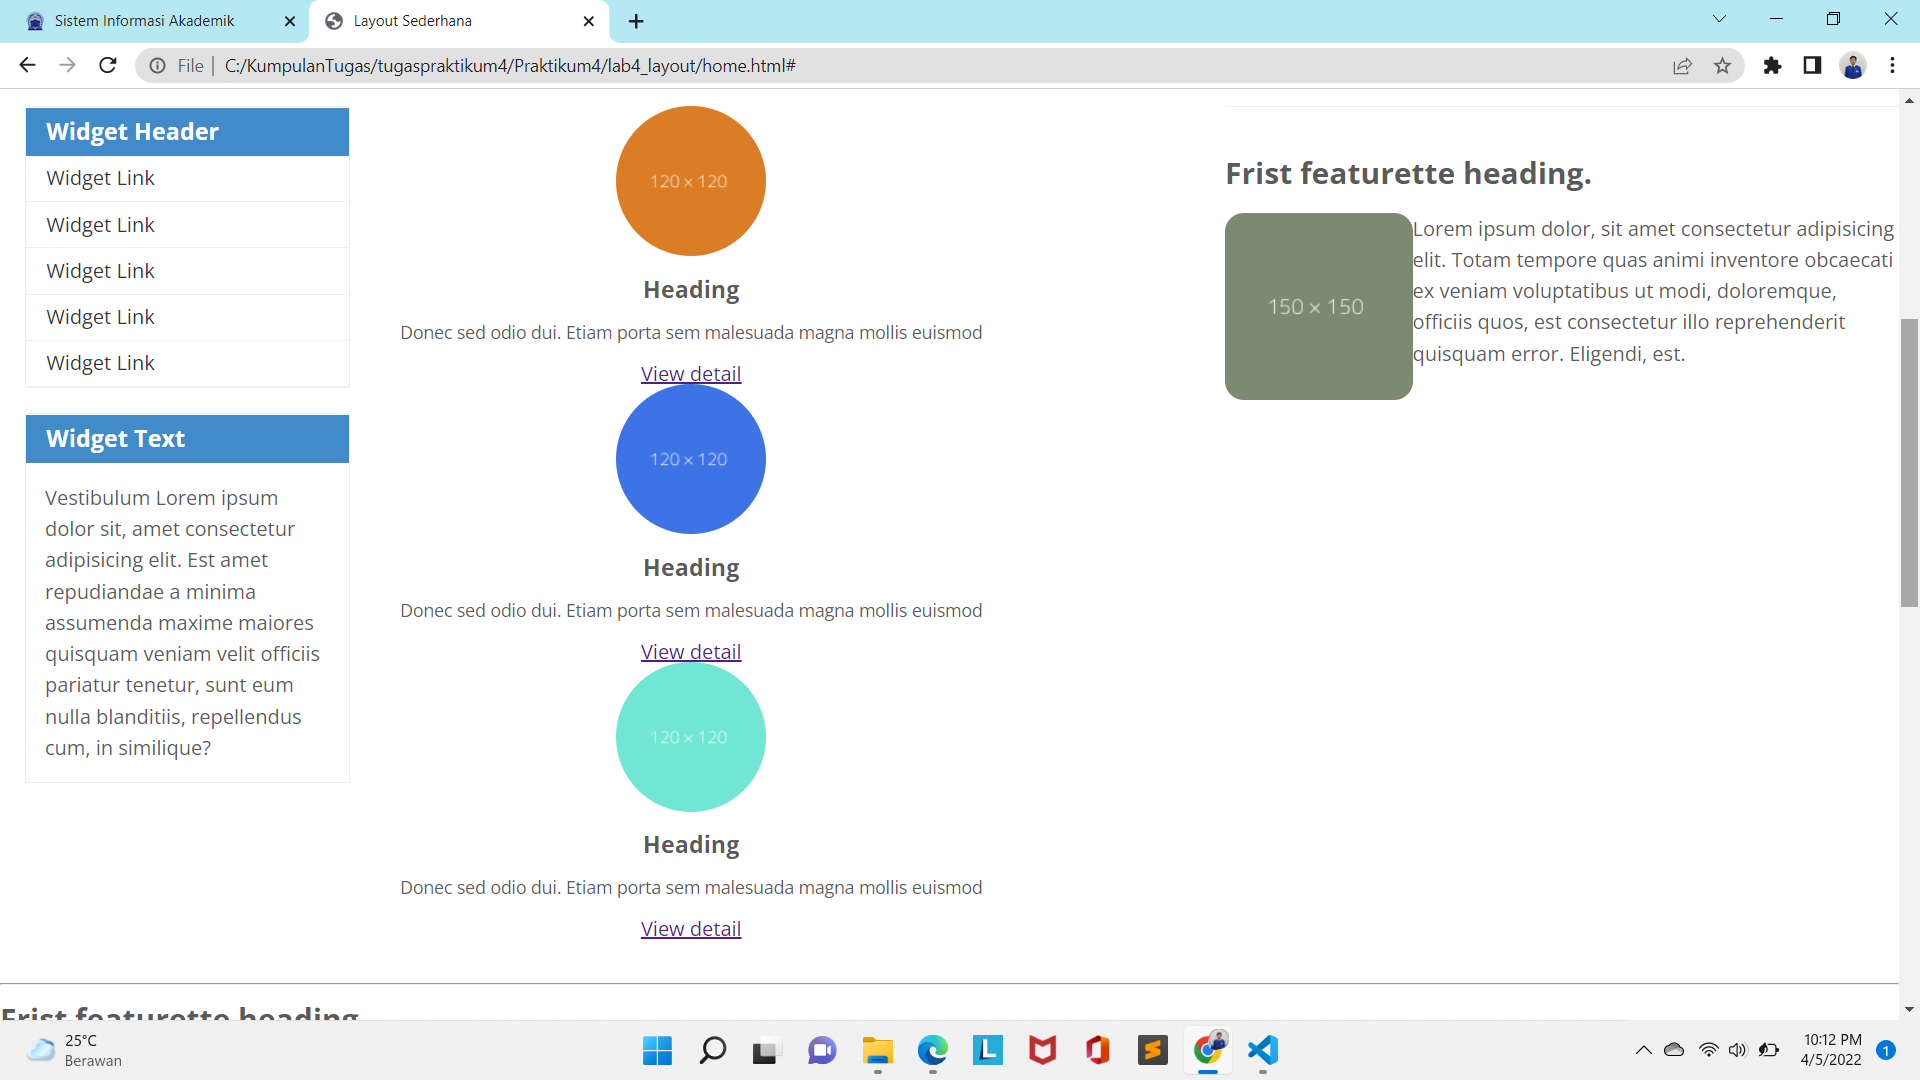 Sistem Informasi Akademik
Layout Sederhana
File
C:/KumpulanTugas/tugaspraktikum4/Praktikum4/lab4_layout/home.html#
Widget Header
Widget Link
Widget Link
Widget Link
Widget Link
Widget Link
Widget Text
Vestibulum Lorem ipsum
dolor sit, amet consectetur
adipisicing elit. Est amet
repudiandae a minima
assumenda maxime maiores
quisquam veniam velit officiis
pariatur tenetur, sunt eum
nulla blanditiis, repellendus
cum, in similique?
120 × 120
Heading
Donec sed odio dui. Etiam porta sem malesuada magna mollis euismod
View detail
120 × 120
Heading
Donec sed odio dui. Etiam porta sem malesuada magna mollis euismod
View detail
120 × 120
Heading
Donec sed odio dui. Etiam porta sem malesuada magna mollis euismod
View detail
Frist featurette heading.
150 × 150
Lorem ipsum dolor, sit amet consectetur adipisicing
elit. Totam tempore quas animi inventore obcaecati
ex veniam voluptatibus ut modi, doloremque,
officiis quos, est consectetur illo reprehenderit
quisquam error. Eligendi, est.
Frist featurette heading
25°C
Berawan
10:12 PM
4/5/2022
1